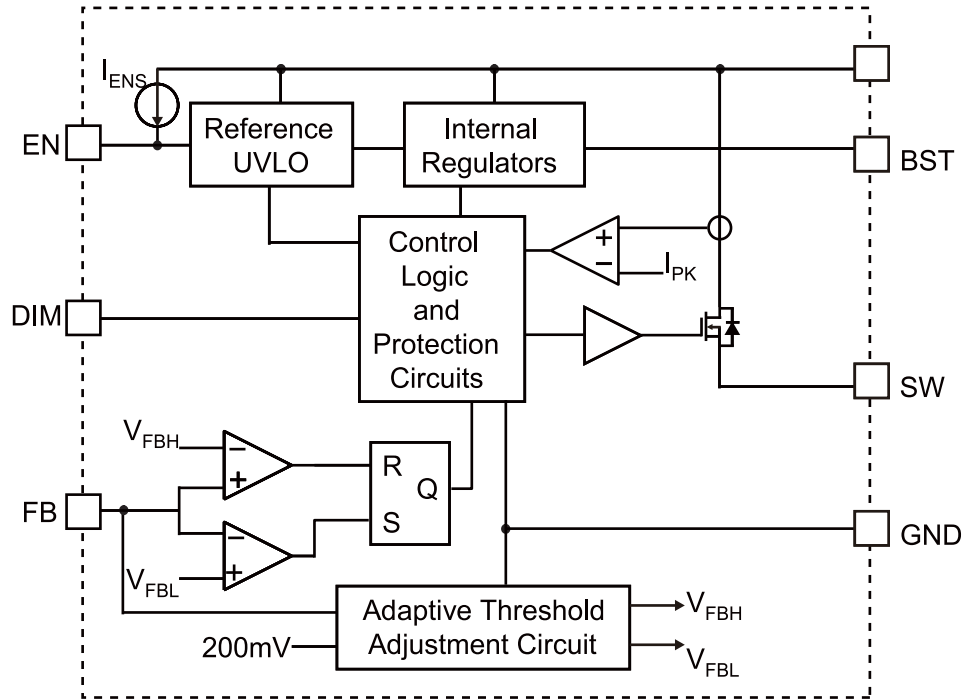 I_ENS
EN
Reference
UVLO
Internal
Regulators
BST
Control
Logic
and
Protection
Circuits
+
−
I_PK
DIM
SW
V_FBH
−
+
R
Q
S
FB
−
+
V_FBL
GND
Adaptive Threshold
Adjustment Circuit
V_FBH
200mV
V_FBL